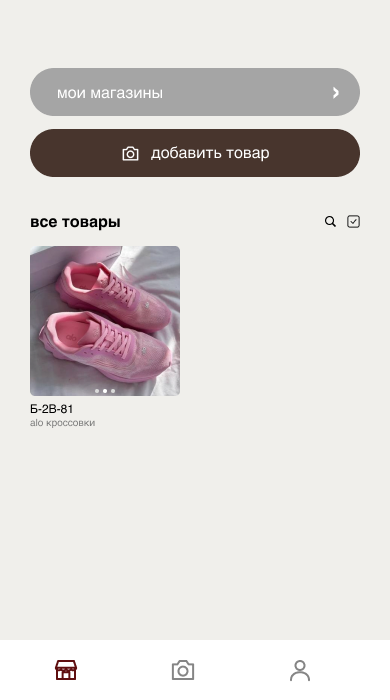 мои магазины
добавить товар
все товары
Б-2В-81
alo кроссовки